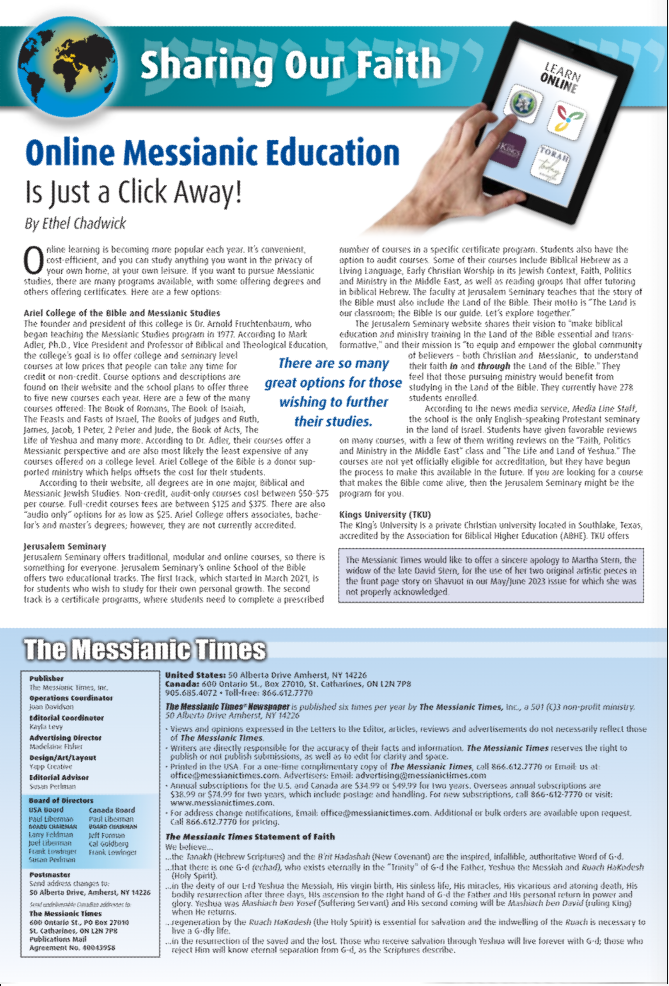 Sharing Our Faith
LEARN
ONLINE
KINGS
TORAH
Online Messianic Education
Is Just a Click Away!
By Ethel Chadwick
Online learning is becoming more popular each year. It's convenient,
cost-efficient, and you can study anything you want in the privacy of
your own home, at your own leisure. If you want to pursue Messianic
studies, there are many programs available, with some offering degrees and
others offering certificates. Here are a few options:
Ariel College of the Bible and Messianic Studies
The founder and president of this college is Dr. Arnold Fruchtenbaum, who
began teaching the Messianic Studies program in 1977. According to Mark
Adler, Ph.D., Vice President and Professor of Biblical and Theological Education,
the college's goal is to offer college and seminary level
courses at low prices that people can take any time for
credit or non-credit. Course options and descriptions are
found on their website and the school plans to offer three
to five new courses each year. Here are a few of the many
courses offered: The Book of Romans, The Book of Isaiah,
The Feasts and Fasts of Israel, The Books of Judges and Ruth,
James, Jacob, 1 Peter, 2 Peter and Jude, the Book of Acts, The
Life of Yeshua and many more. According to Dr. Adler, their courses offer a
Messianic perspective and are also most likely the least expensive of any
courses offered on a college level. Ariel College of the Bible is a donor sup-
ported ministry which helps offsets the cost for their students.
According to their website, all degrees are in one major, Biblical and
Messianic Jewish Studies. Non-credit, audit-only courses cost between $50-$75
per course. Full-credit courses fees are between $125 and $375. There are also
"audio only" options for as low as $25. Ariel College offers associates, bache-
lor's and master's degrees; however, they are not currently accredited.
Jerusalem Seminary
Jerusalem Seminary offers traditional, modular and online courses, so there is
something for everyone. Jerusalem Seminary's online School of the Bible
offers two educational tracks. The first track, which started in March 2021, is
for students who wish to study for their own personal growth. The second
track is a certificate programs, where students need to complete a prescribed
There are so many
great options for those
wishing to further
their studies.
number of courses in a specific certificate program. Students also have the
option to audit courses. Some of their courses include Biblical Hebrew as a
Living Language, Early Christian Worship in its Jewish Context, Faith, Politics
and Ministry in the Middle East, as well as reading groups that offer tutoring
in biblical Hebrew. The faculty at Jerusalem Seminary teaches that the story of
the Bible must also include the Land of the Bible. Their motto is "The Land is
our classroom; the Bible is our guide. Let's explore together."
The Jerusalem Seminary website shares their vision to "make biblical
education and ministry training in the Land of the Bible essential and trans-
formative," and their mission is "to equip and empower the global community
of believers - both Christian and Messianic, to understand
their faith in and through the Land of the Bible." They
feel that those pursuing ministry would benefit from
studying in the Land of the Bible. They currently have 278
students enrolled.
According to the news media service, Media Line Staff,
the school is the only English-speaking Protestant seminary
in the land of Israel. Students have given favorable reviews
on many courses, with a few of them writing reviews on the "Faith, Politics
and Ministry in the Middle East" class and "The Life and Land of Yeshua." The
courses are not yet officially eligible for accreditation, but they have begun
the process to make this available in the future. If you are looking for a course
that makes the Bible come alive, then the Jerusalem Seminary might be the
program for you.
Kings University (TKU)
The King's University is a private Christian university located in Southlake, Texas,
accredited by the Association for Biblical Higher Education (ABHE). TKU offers
The Messianic Times would like to offer a sincere apology to Martha Stern, the
widow of the late David Stern, for the use of her two original artistic pieces in
the front page story on Shavuot in our May/June 2023 issue for which she was
not properly acknowledged.
The Messianic Times
Publisher
The Messianic Times, Inc.
Operations Coordinator
Joan Davidson
Editorial Coordinator
Kayla Levy
Advertising Director
Madelaine Fisher
Design/Art/Layout
Yapp Creative
Editorial Advisor
Susan Perlman
Board of Directors
USA Board
Paul Liberman
BOARD CHAIRMAN
Larry Feldman
Joel Liberman
Frank Lowinger
Susan Perlman
Canada Board
Paul Liberman
BOARD CHAIRMAN
Jeff Forman
Cal Goldberg
Frank Lowinger
Postmaster
Send address changes to:
50 Alberta Drive, Amherst, NY 14226
Send undeliverable Canadian addresses to
The Messianic Times
600 Ontario St., PO Box 27010
St. Catharines, ON L2N 7P8
Publications Mail
Agreement No. 40043958
United States: 50 Alberta Drive Amherst, NY 14226
Canada: 600 Ontario St., Box 27010, St. Catharines, ON L2N 7P8
905.685.4072 • Toll-free: 866.612.7770
The Messianic Times® Newspaper is published six times per year by The Messianic Times, Inc., a 501 (C)3 non-profit ministry.
50 Alberta Drive Amherst, NY 14226
• Views and opinions expressed in the Letters to the Editor, articles, reviews and advertisements do not necessarily reflect those
of The Messianic Times.
• Writers are directly responsible for the accuracy of their facts and information. The Messianic Times reserves the right to
publish or not publish submissions, as well as to edit for clarity and space.
• Printed in the USA. For a one-time complimentary copy of The Messianic Times, call 866.612.7770 or Email: us at:
office@messianictimes.com. Advertisers: Email: advertising@messianictimes.com
• Annual subscriptions for the U.S. and Canada are $34.99 or $49.99 for two years. Overseas annual subscriptions are
$38.99 or $74.99 for two years, which include postage and handling. For new subscriptions, call 866-612-7770 or visit:
www.messianictimes.com.
• For address change notifications, Email: office@messianictimes.com. Additional or bulk orders are available upon request.
Call 866.612.7770 for pricing.
The Messianic Times Statement of Faith
We believe...
...the Tanakh (Hebrew Scriptures) and the B'rit Hadashah (New Covenant) are the inspired, infallible, authoritative Word of G-d.
...that there is one G-d (echad), who exists eternally in the "Trinity" of G-d the Father, Yeshua the Messiah and Ruach HaKodesh
(Holy Spirit).
...in the deity of our L-rd Yeshua the Messiah, His virgin birth, His sinless life, His miracles, His vicarious and atoning death, His
bodily resurrection after three days, His ascension to the right hand of G-d the Father and His personal return in power and
glory. Yeshua was Mashiach ben Yosef (Suffering Servant) and His second coming will be Mashiach ben David (ruling King)
when He returns.
...regeneration by the Ruach HaKodesh (the Holy Spirit) is essential for salvation and the indwelling of the Ruach is necessary to
live a G-dly life.
...in the resurrection of the saved and the lost. Those who receive salvation through Yeshua will live forever with G-d; those who
reject Him will know eternal separation from G-d, as the Scriptures describe.